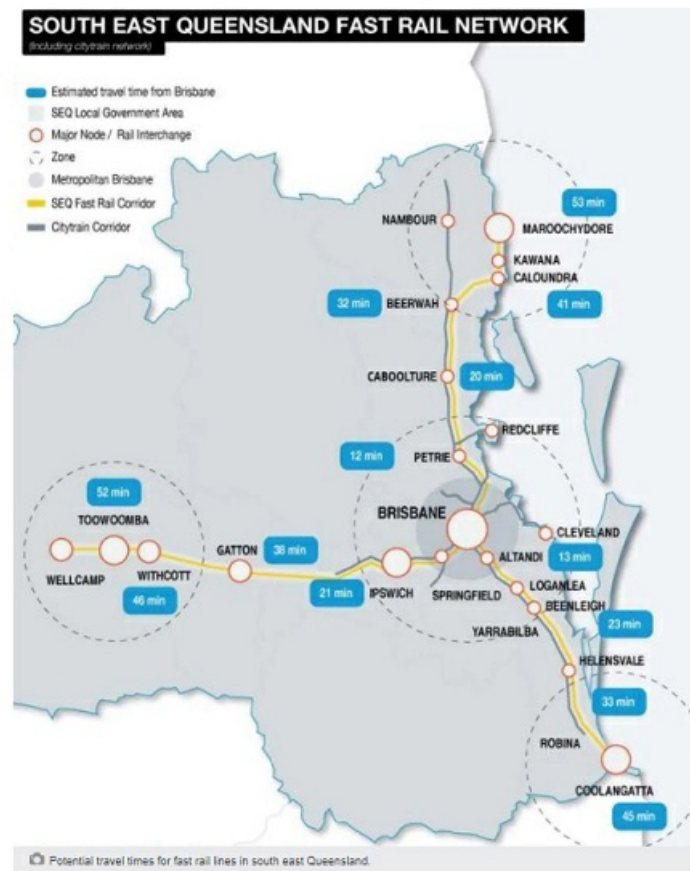 SOUTH EAST QUEENSLAND FAST RAIL NETWORK
(including citytrain network)
Estimated travel time from Brisbane
SEQ Local Government Area
Major Node / Rail Interchange
Zone
Metropolitan Brisbane
SEQ Fast Rail Corridor
Citytrain Corridor
53 min
NAMBOUR
MAROOCHYDORE
KAWANA
CALOUNDRA
32 min
BEERWAH
41 min
CABOOLTURE
20 min
REDCLIFFE
12 min
PETRIE
52 min
TOOWOOMBA
BRISBANE
CLEVELAND
GATTON
38 min
ALTANDI
13 min
WELLCAMP
WITHCOTT
46 min
21 min
IPSWICH
SPRINGFIELD
LOGANLEA
BEENLEIGH
YARRABILBA
23 min
HELENSVALE
33 min
ROBINA
COOLANGATTA
45 min
Potential travel times for fast rail lines in south east Queensland.